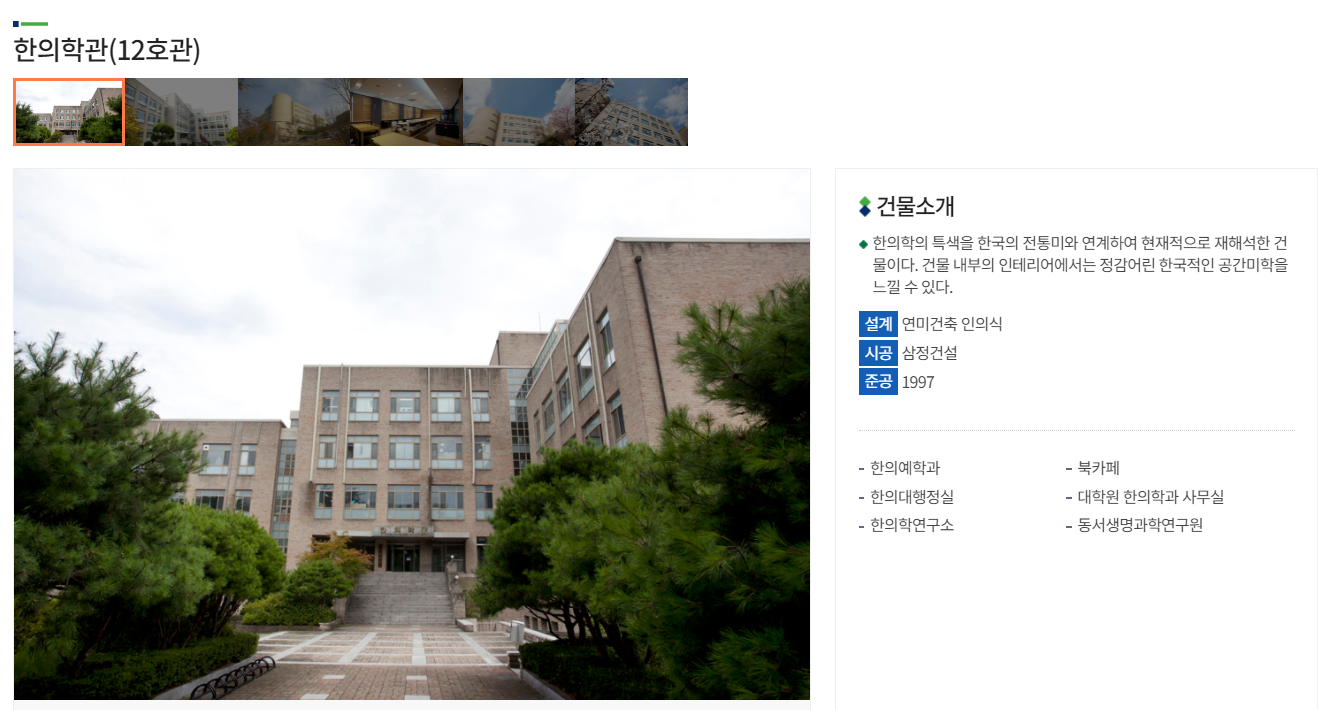 한의학관(12호관)
건물소개
한의학의 특색을 한국의 전통미와 연계하여 현재적으로 재해석한 건
물이다. 건물 내부의 인테리어에서는 정감어린 한국적인 공간미학을
느낄 수 있다.
설계 연미건축 인의식
시공 삼정건설
준공 1997
- 한의예학과
- 북카페
- 한의대행정실
- 대학원 한의학과 사무실
- 한의학연구소
- 동서생명과학연구원